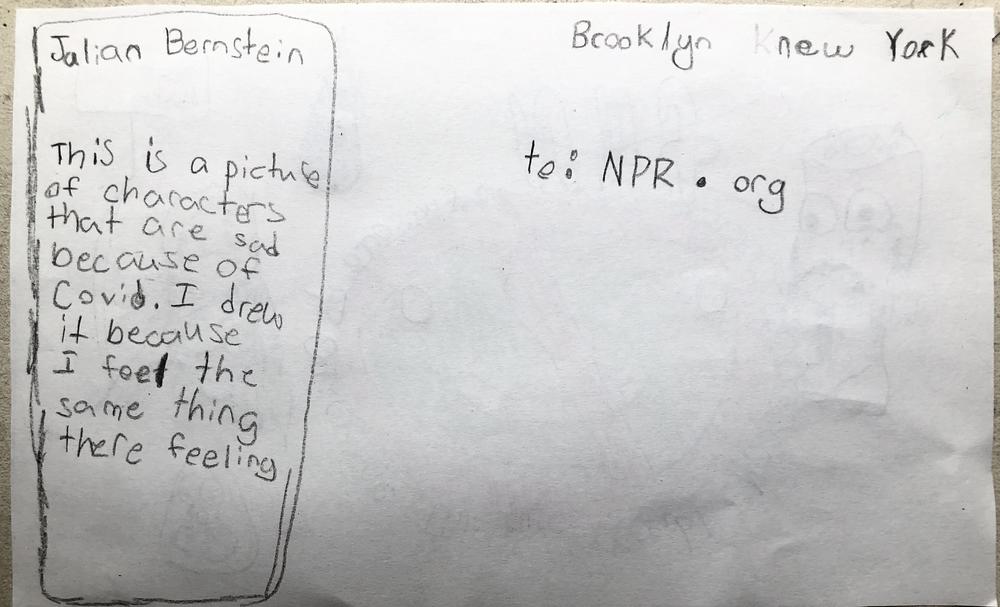 Julian Bernstein
This is a picture
of characters
that are sad
because of
Covid. I drew
it because
I feel the
same thing
there feeling
Brooklyn Knew York
to: NPR . org